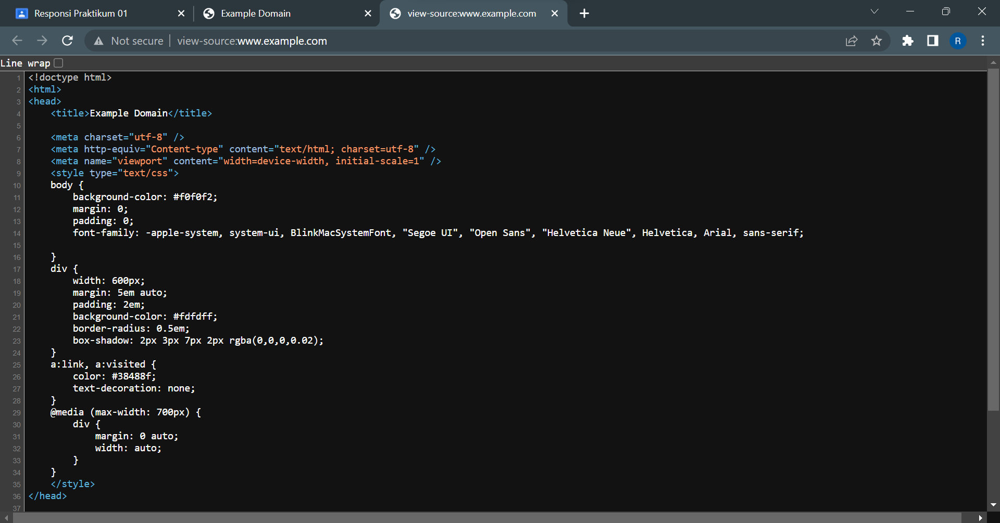 Responsi Praktikum 01
Example Domain
view-source:www.example.com
Not secure
view-source:www.example.com
R
Line wrap
1 <!doctype html>
2 <html>
3 <head>
4     <title>Example Domain</title>
5
6     <meta charset="utf-8" />
7     <meta http-equiv="Content-type" content="text/html; charset=utf-8" />
8     <meta name="viewport" content="width=device-width, initial-scale=1" />
9     <style type="text/css">
10     body {
11         background-color: #f0f0f2;
12         margin: 0;
13         padding: 0;
14         font-family: -apple-system, system-ui, BlinkMacSystemFont, "Segoe UI", "Open Sans", "Helvetica Neue", Helvetica, Arial, sans-serif;
15
16     }
17     div {
18         width: 600px;
19         margin: 5em auto;
20         padding: 2em;
21         background-color: #fdfdff;
22         border-radius: 0.5em;
23         box-shadow: 2px 3px 7px 2px rgba(0,0,0,0.02);
24     }
25     a:link, a:visited {
26         color: #38488f;
27         text-decoration: none;
28     }
29     @media (max-width: 700px) {
30         div {
31             margin: 0 auto;
32             width: auto;
33         }
34     }
35     </style>
36 </head>
37